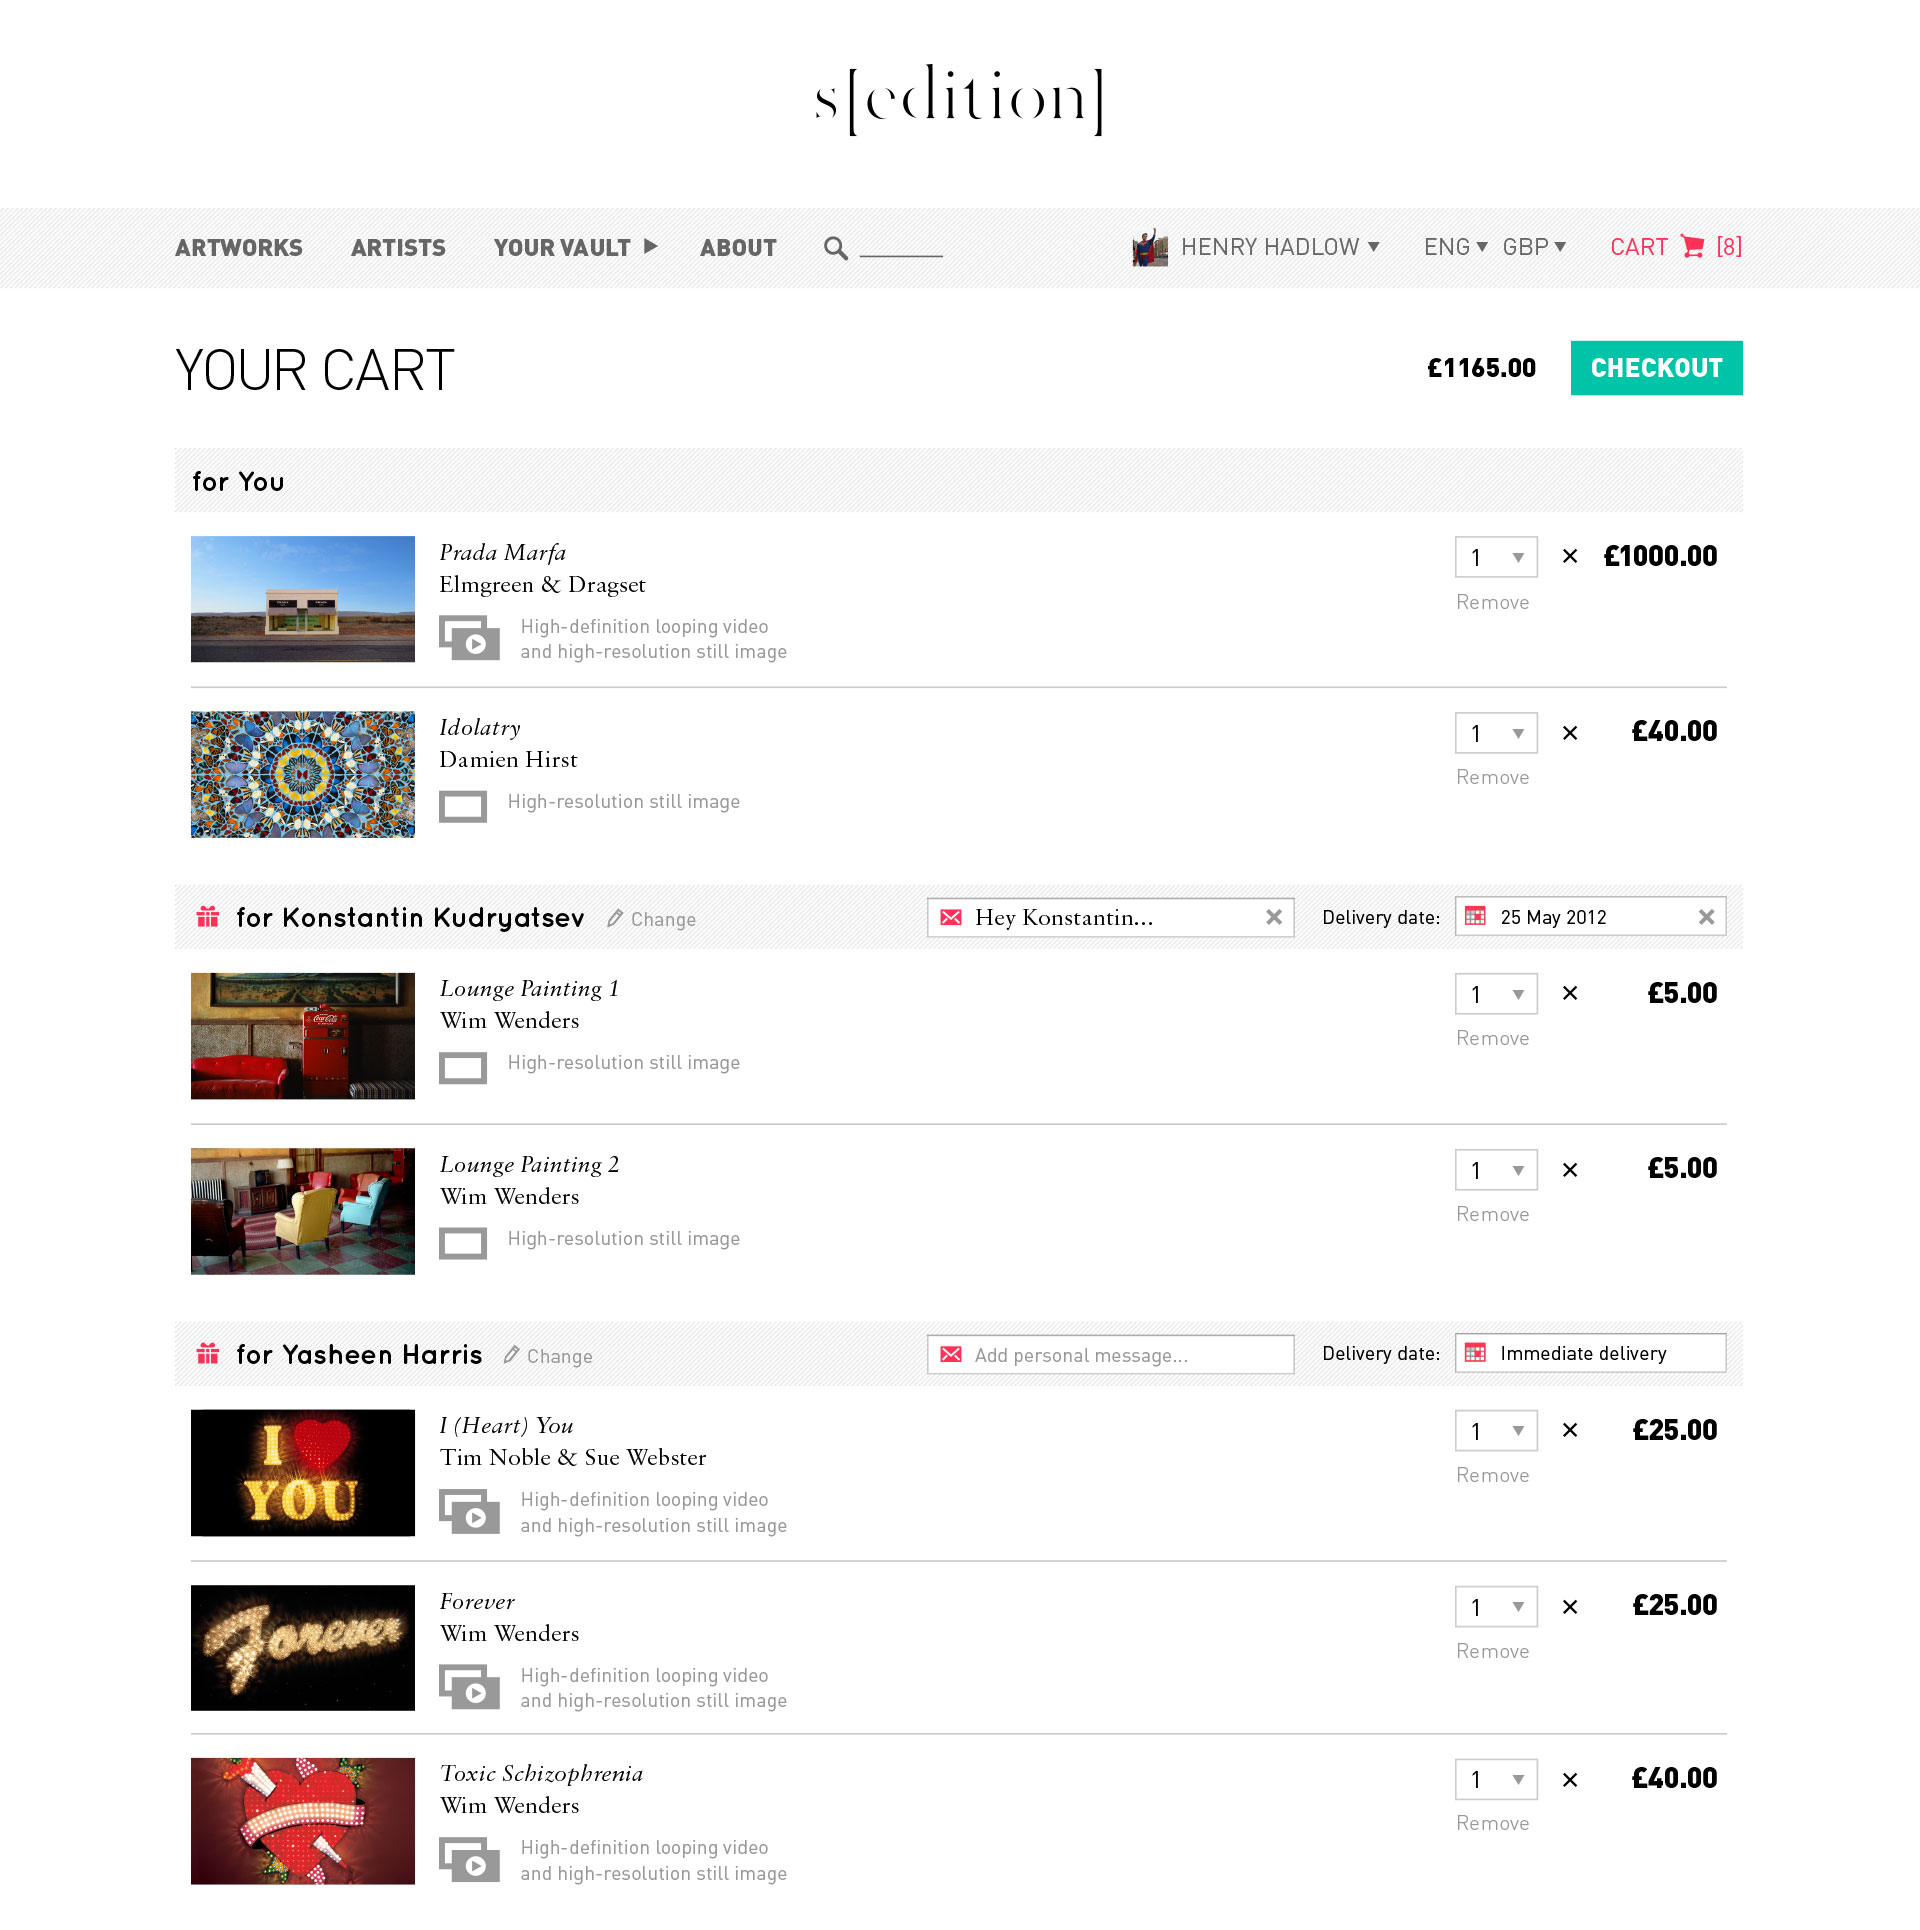 s[edition]
ARTWORKS ARTISTS YOUR VAULT ABOUT HENRY HADLOW ENG GBP CART [8]
YOUR CART £1165.00 CHECKOUT
for You
Prada Marfa 1 × £1000.00
Elmgreen & Dragset
Remove
High-definition looping video
and high-resolution still image
Idolatry 1 × £40.00
Damien Hirst
Remove
High-resolution still image
for Konstantin Kudryatsev Change Hey Konstantin... Delivery date: 25 May 2012
Lounge Painting 1 1 × £5.00
Wim Wenders
Remove
High-resolution still image
Coca-Cola
Lounge Painting 2 1 × £5.00
Wim Wenders
Remove
High-resolution still image
for Yasheen Harris Change Add personal message... Delivery date: Immediate delivery
I (Heart) You 1 × £25.00
Tim Noble & Sue Webster
Remove
High-definition looping video
and high-resolution still image
I
YOU
Forever 1 × £25.00
Wim Wenders
Remove
High-definition looping video
and high-resolution still image
Forever
Toxic Schizophrenia 1 × £40.00
Wim Wenders
Remove
High-definition looping video
and high-resolution still image